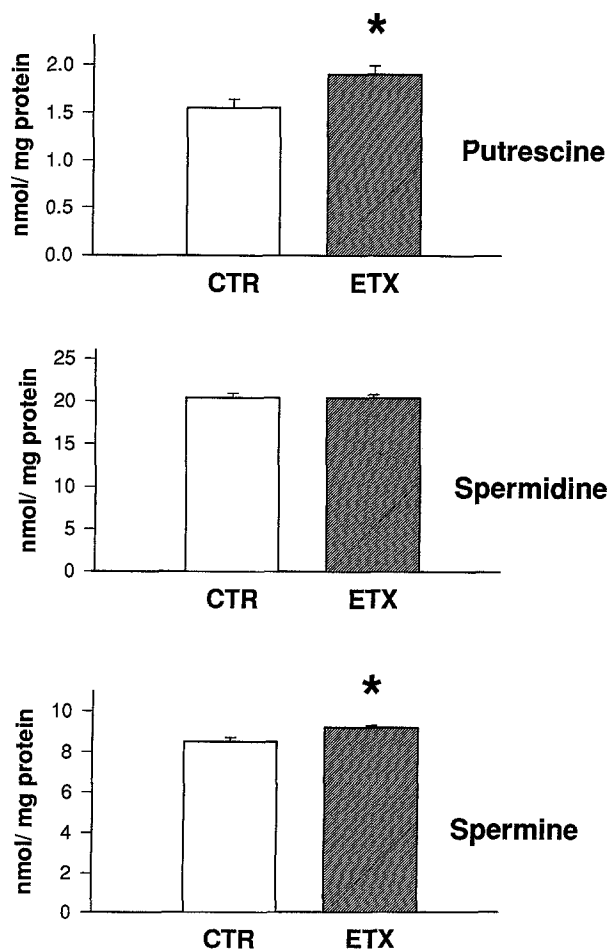 *
nmol/ mg protein
2.0
1.5
1.0
0.5
0.0
Putrescine
CTR ETX
nmol/ mg protein
25
20
15
10
5
0
Spermidine
CTR ETX
*
nmol/ mg protein
10
8
6
4
2
0
Spermine
CTR ETX